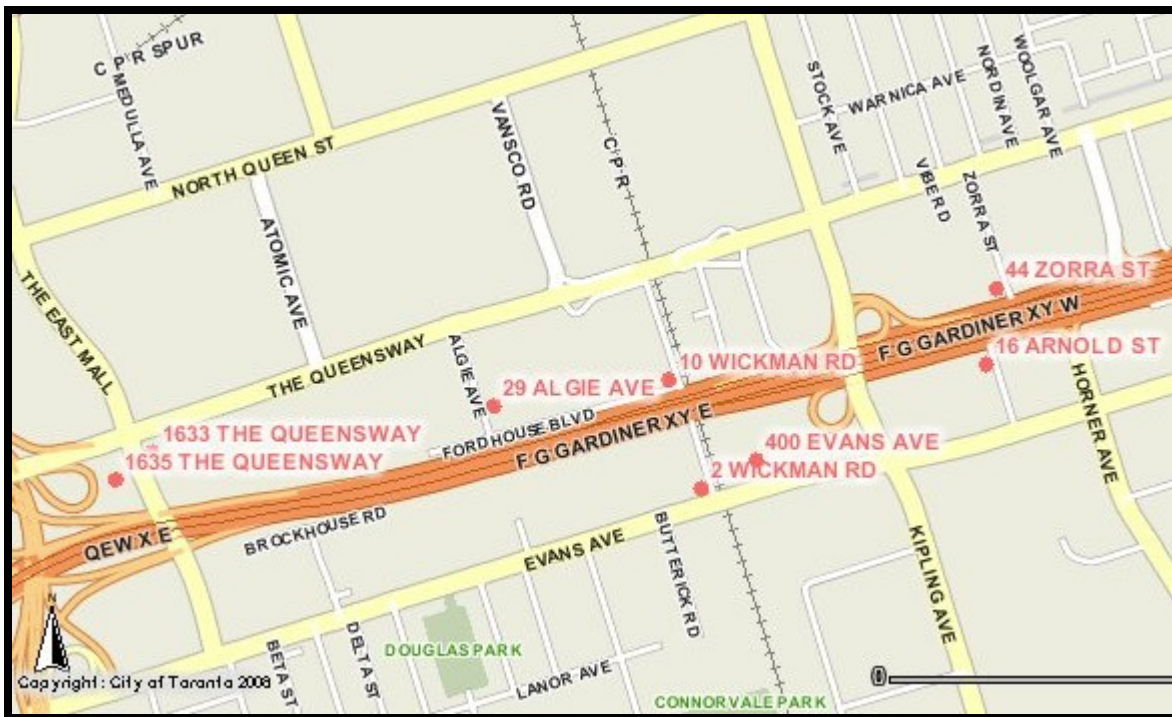 C P R SPUR
MEDULLA AVE
NORTH QUEEN ST
ATOMIC AVE
VANSCO RD
C P R
STOCK AVE
WARNICA AVE
NORDIN AVE
WOOLGAR AVE
VIBE RD
ZORRA ST
THE EAST MALL
THE QUEENSWAY
ALGIE AVE
44 ZORRA ST
F G GARDINER XY W
16 ARNOLD ST
10 WICKMAN RD
29 ALGIE AVE
FORDHOUSE BLVD
F G GARDINER XY E
HORNER AVE
1633 THE QUEENSWAY
1635 THE QUEENSWAY
400 EVANS AVE
2 WICKMAN RD
QEW X E
BROCKHOUSE RD
EVANS AVE
BUTTERICK RD
KIPLING AVE
N
BETA ST
DELTA ST
DOUGLAS PARK
LANOR AVE
CONNORVALE PARK
Copyright : City of Toronto 2008
0